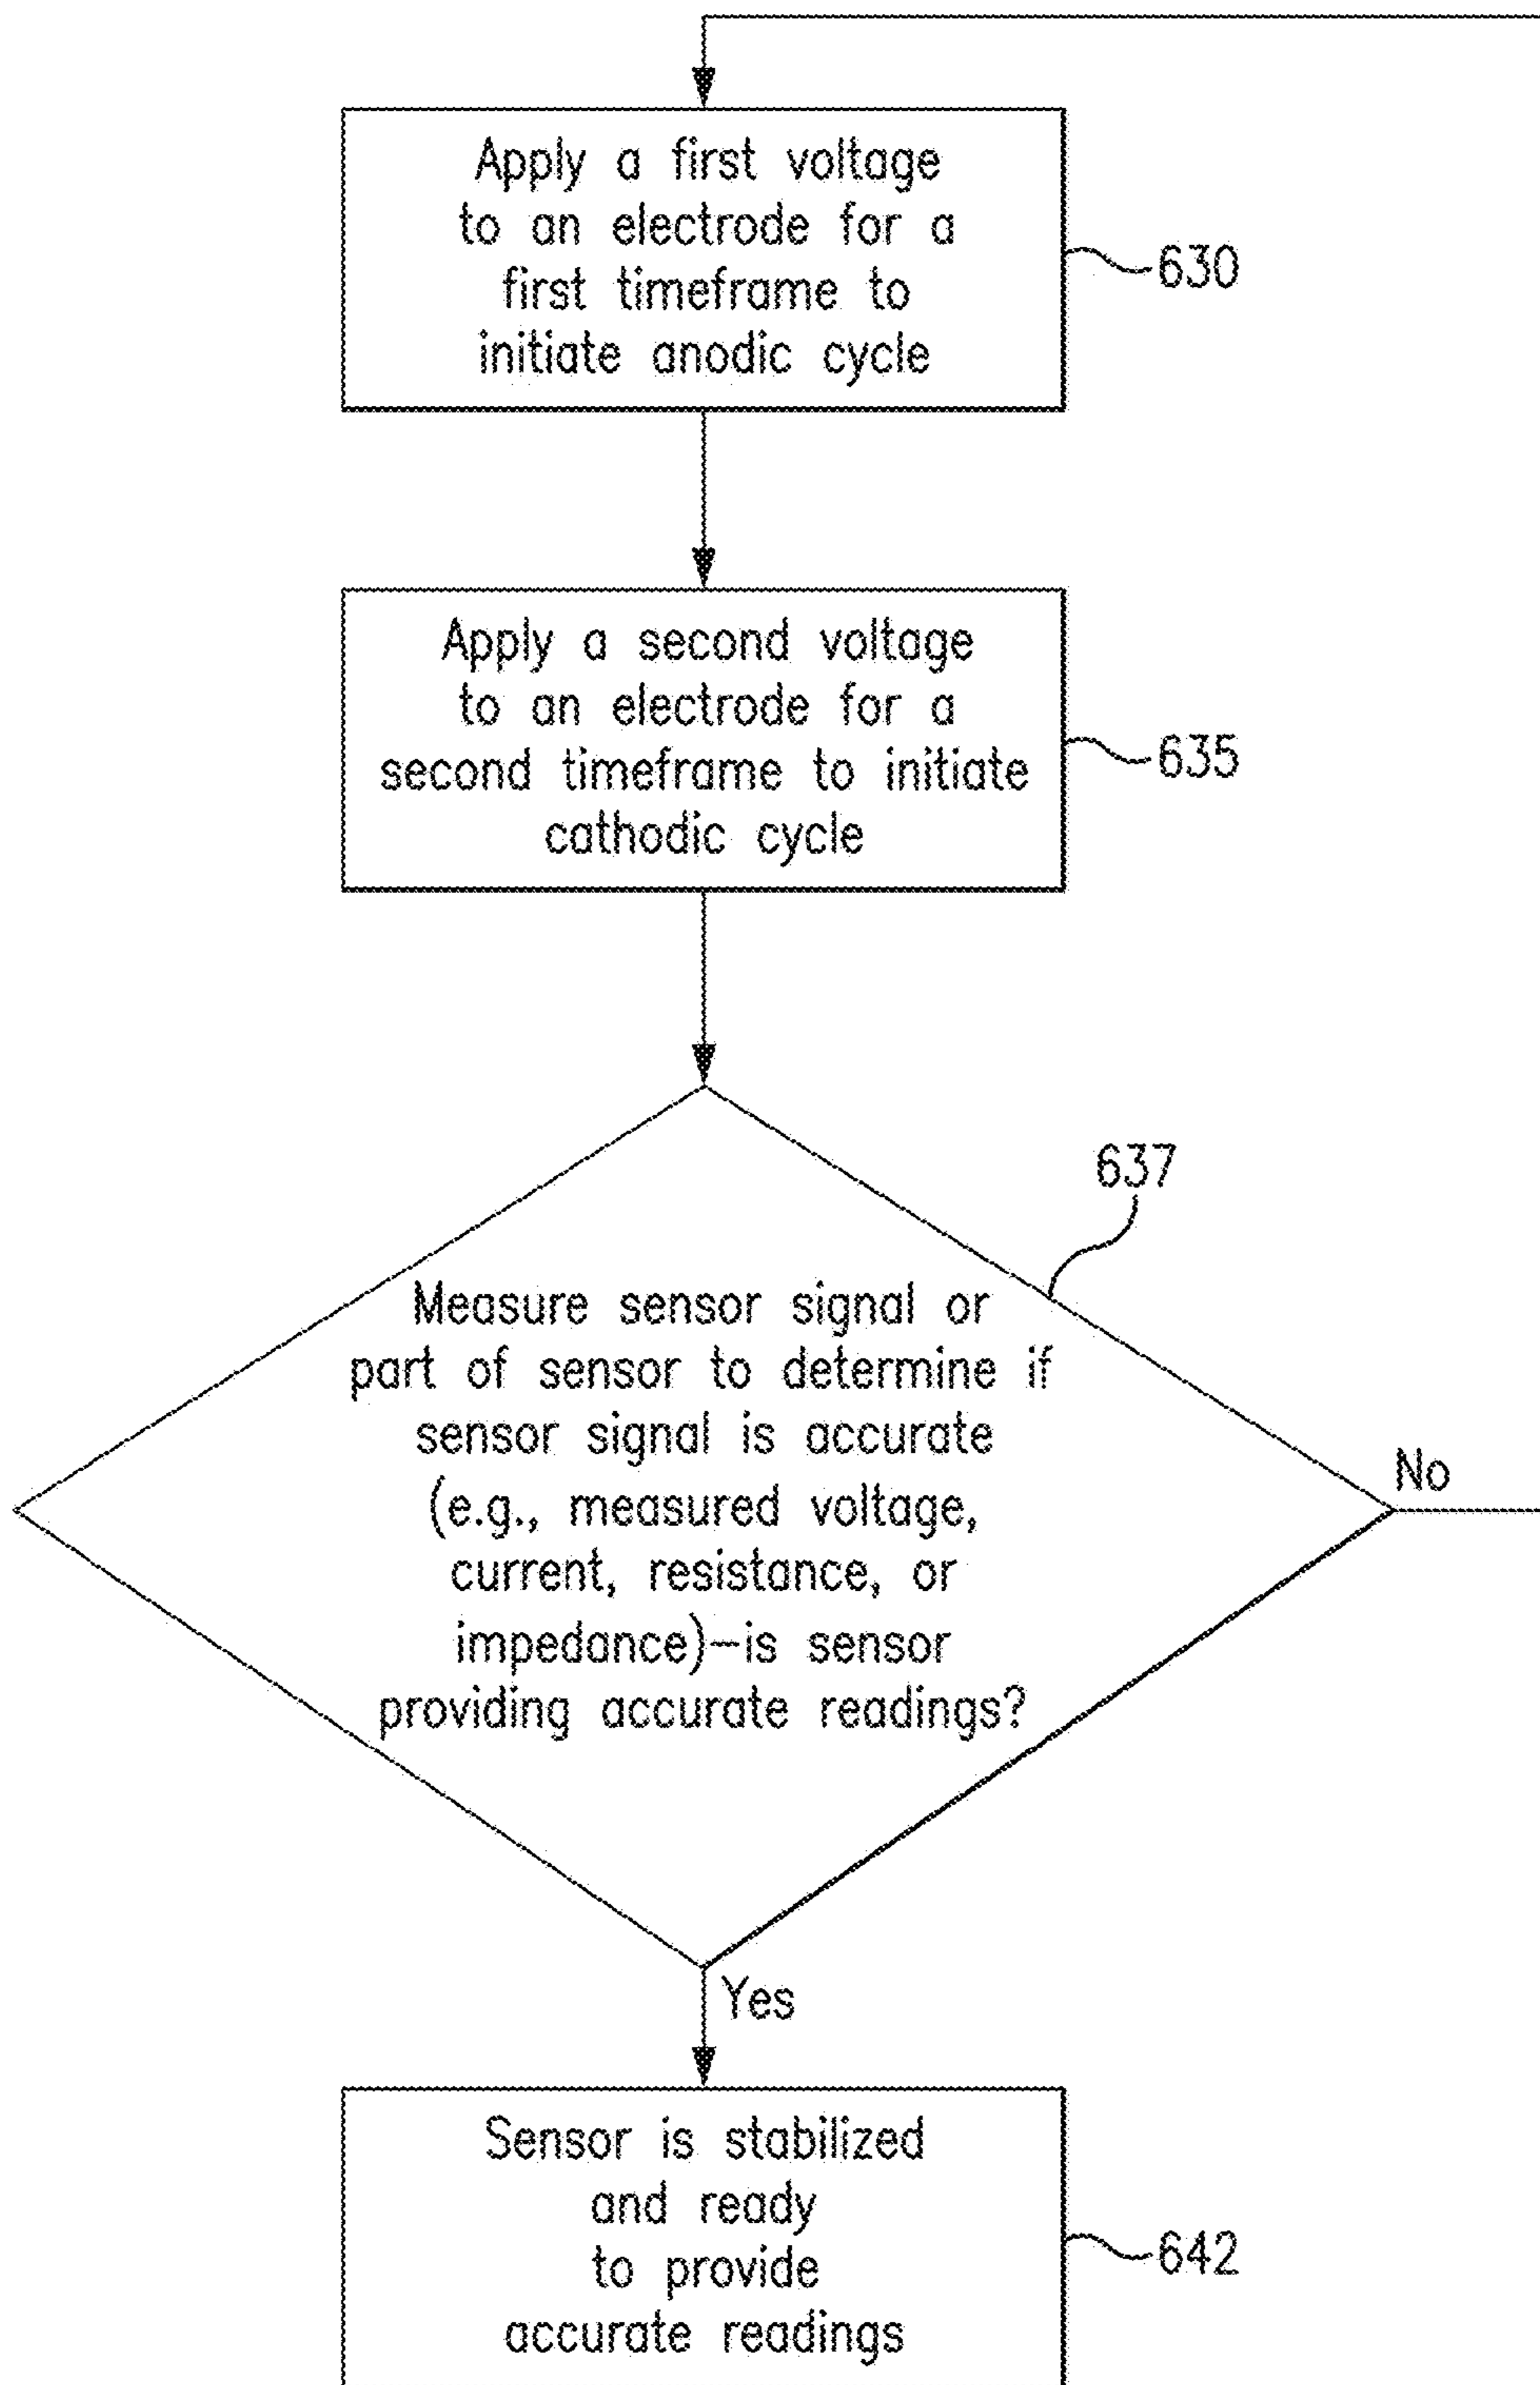 Apply a first voltage
to an electrode for a
first timeframe to
initiate anodic cycle
630
Apply a second voltage
to an electrode for a
second timeframe to initiate
cathodic cycle
635
637
Measure sensor signal or
part of sensor to determine if
sensor signal is accurate
(e.g., measured voltage,
current, resistance, or
impedance)–is sensor
providing accurate readings?
No
Yes
Sensor is stabilized
and ready
to provide
accurate readings
642